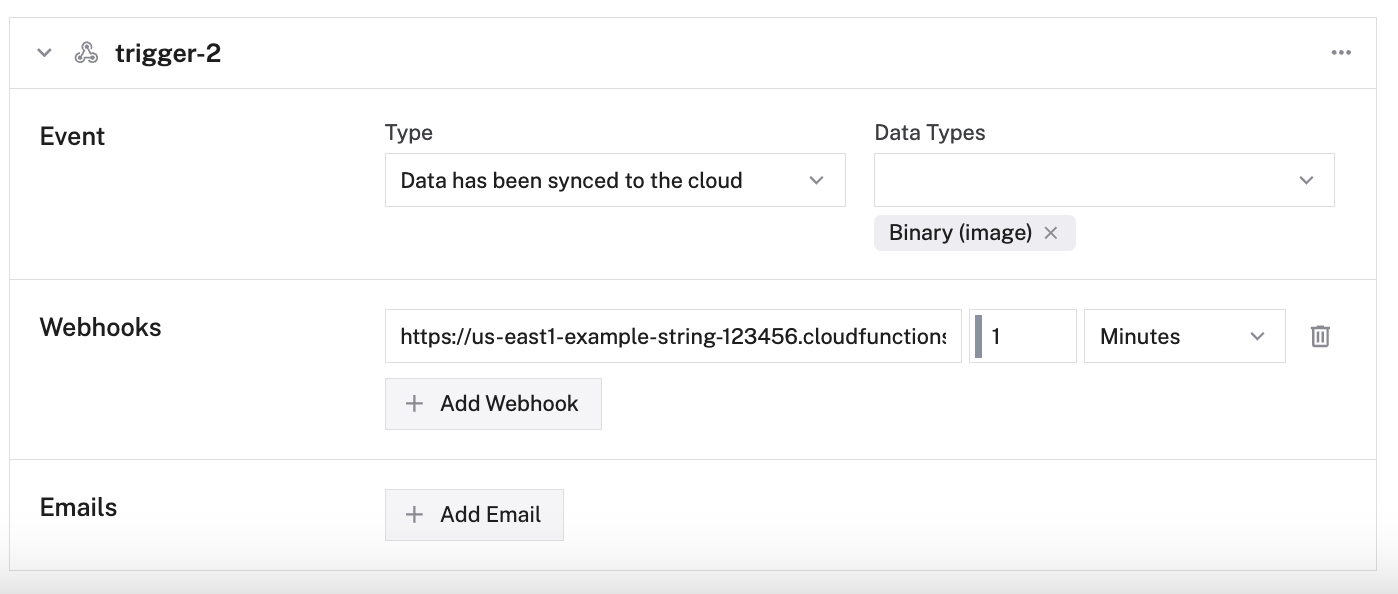 trigger-2
Event
Type
Data Types
Data has been synced to the cloud
Binary (image)
Webhooks
https://us-east1-example-string-123456.cloudfunctions
1
Minutes
Add Webhook
Emails
Add Email